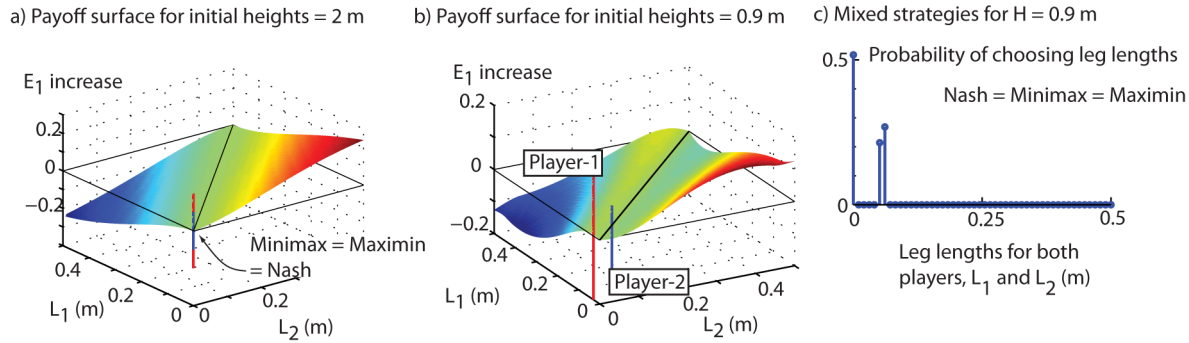 a) Payoff surface for initial heights = 2 m
E1 increase
0.2
0
−0.2
0.4
0.2
0
L1 (m)
0
0.2
L2 (m)
Minimax = Maximin
= Nash
b) Payoff surface for initial heights = 0.9 m
E1 increase
0.2
0
−0.2
Player-1
Player-2
0.4
0.2
0
L1 (m)
0
0.2
0.4
L2 (m)
c) Mixed strategies for H = 0.9 m
0.5
Probability of choosing leg lengths
Nash = Minimax = Maximin
0
0
0.25
0.5
Leg lengths for both
players, L1 and L2 (m)